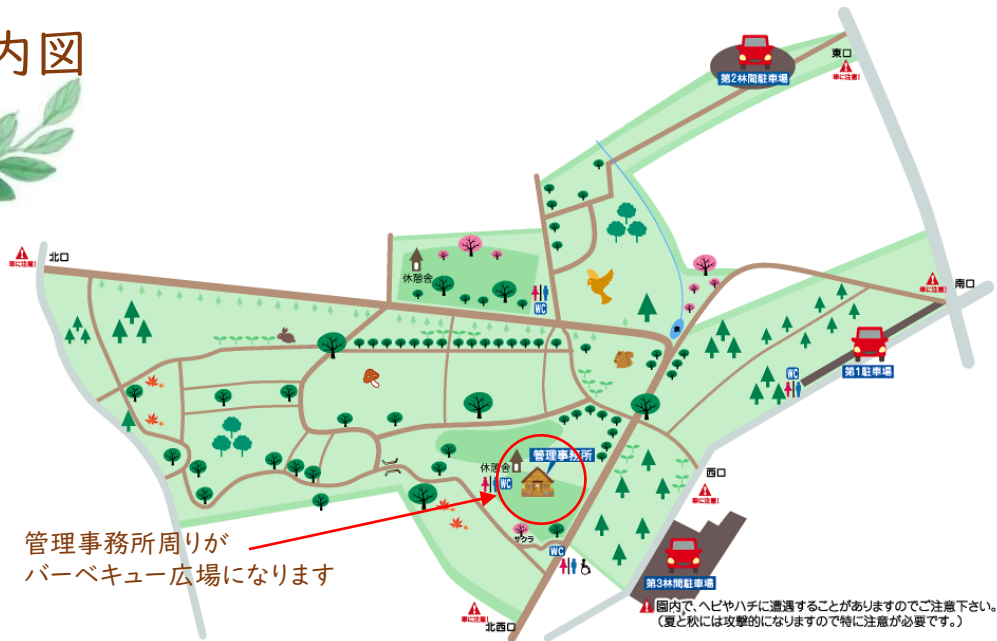 内図
東口
車に注意!
第2林間駐車場
北口
車に注意!
休憩舎
WC
南口
車に注意!
第1駐車場
WC
管理事務所
休憩舎
WC
西口
車に注意!
サクラ
WC
管理事務所周りが
バーベキュー広場になります
第3林間駐車場
車に注意!
北西口
園内で、ヘビやハチに遭遇することがありますのでご注意下さい。
(夏と秋には攻撃的になりますので特に注意が必要です。)